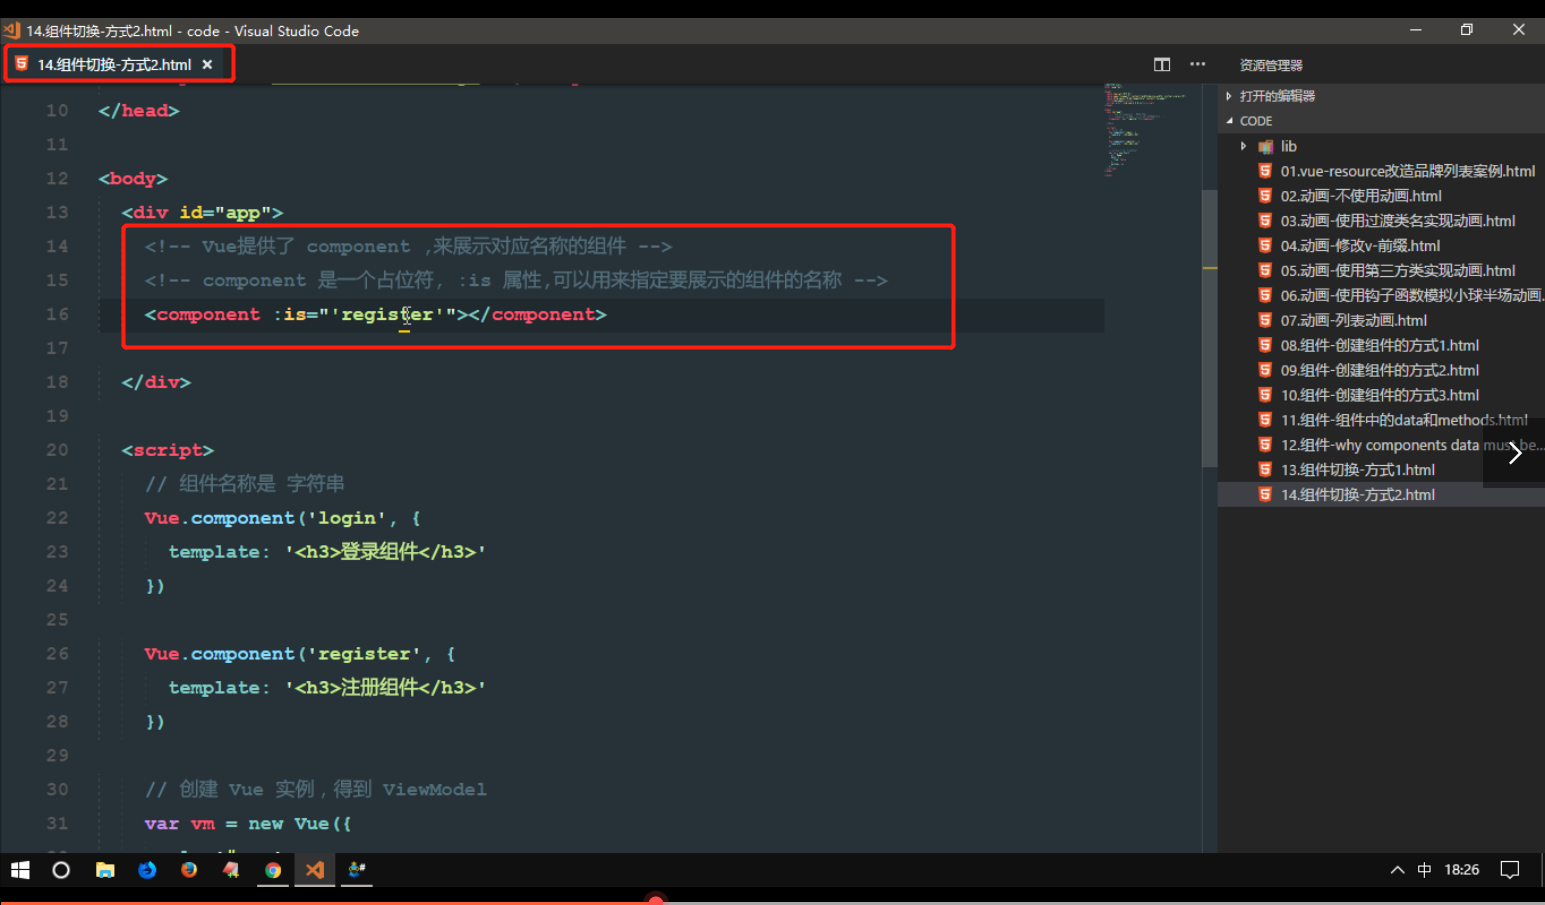 14.组件切换-方式2.html - code - Visual Studio Code
14.组件切换-方式2.html
资源管理器
打开的编辑器
CODE
lib
01.vue-resource改造品牌列表案例.html
02.动画-不使用动画.html
03.动画-使用过渡类名实现动画.html
04.动画-修改v-前缀.html
05.动画-使用第三方类实现动画.html
06.动画-使用钩子函数模拟小球半场动画.
07.动画-列表动画.html
08.组件-创建组件的方式1.html
09.组件-创建组件的方式2.html
10.组件-创建组件的方式3.html
11.组件-组件中的data和methods.html
12.组件-why components data must be...
13.组件切换-方式1.html
14.组件切换-方式2.html
10 </head>
11
12 <body>
13 <div id="app">
14 <!-- Vue提供了 component ,来展示对应名称的组件 -->
15 <!-- component 是一个占位符, :is 属性,可以用来指定要展示的组件的名称 -->
16 <component :is="'register'"></component>
17
18 </div>
19
20 <script>
21 // 组件名称是 字符串
22 Vue.component('login', {
23 template: '<h3>登录组件</h3>'
24 })
25
26 Vue.component('register', {
27 template: '<h3>注册组件</h3>'
28 })
29
30 // 创建 Vue 实例,得到 ViewModel
31 var vm = new Vue({
中 18:26